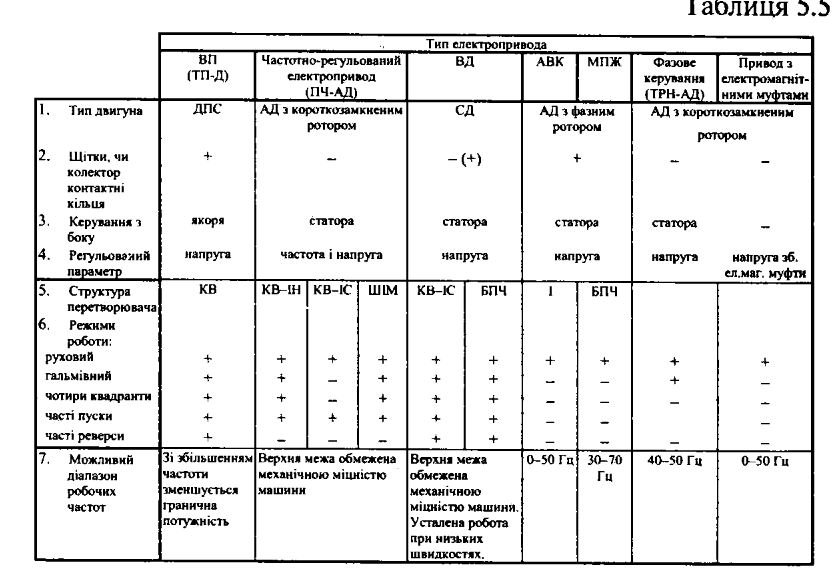 Таблиця 5.5
Тип електропривода
ВП (ТП-Д) Частотно-регульований електропривод (ПЧ-АД) ВД АВК МПЖ Фазове керування (ТРН-АД) Привод з електромагніт-ними муфтами
1. Тип двигуна ДПС АД з короткозамкненим ротором СД АД з фазним ротором АД з короткозамкненим ротором
2. Щітки, чи колектор контактні кільця + – – (+) + – –
3. Керування з боку якоря статора статора статора статора –
4. Регульований параметр напруга частота і напруга напруга напруга напруга напруга зб. ел.маг. муфти
5. Структура перетворювача КВ КВ–ІН КВ–ІС ШІМ КВ–ІС БПЧ І БПЧ
6. Режими роботи:
руховий + + + + + + + + + +
гальмівний + + – + + + – – + –
чотири квадранти + + – + + + – – – –
часті пуски + + + + + + – – – –
часті реверси + – – – + + – – – –
7. Можливий діапазон робочих частот Зі збільшенням частоти зменшується гранична потужність Верхня межа обмежена механічною міцністю машини Верхня межа обмежена механічною міцністю машини. Усталена робота при низьких швидкостях. 0–50 Гц 30–70 Гц 40–50 Гц 0–50 Гц